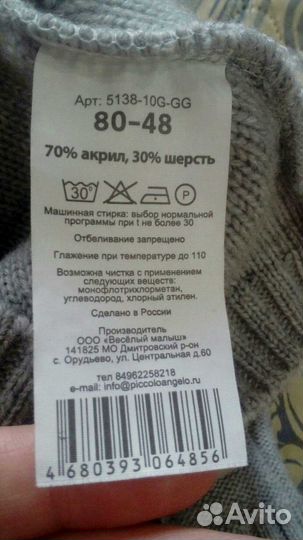 Арт: 5138-10G-GG
80-48
70% акрил, 30% шерсть
30° P
Машинная стирка: выбор нормальной
программы при t не более 30
Отбеливание запрещено
Глажение при температуре до 110
Возможна чистка с применением
следующих веществ:
монофлотрихлорметан,
углеводород, хлорный этилен.
Сделано в России
Производитель
ООО «Весёлый малыш»
141825 МО Дмитровский р-он
с. Орудьево, ул. Центральная д.60
тел 84962258218
e-mail: info@piccoloangelo.ru
4 680393 064856
Avito